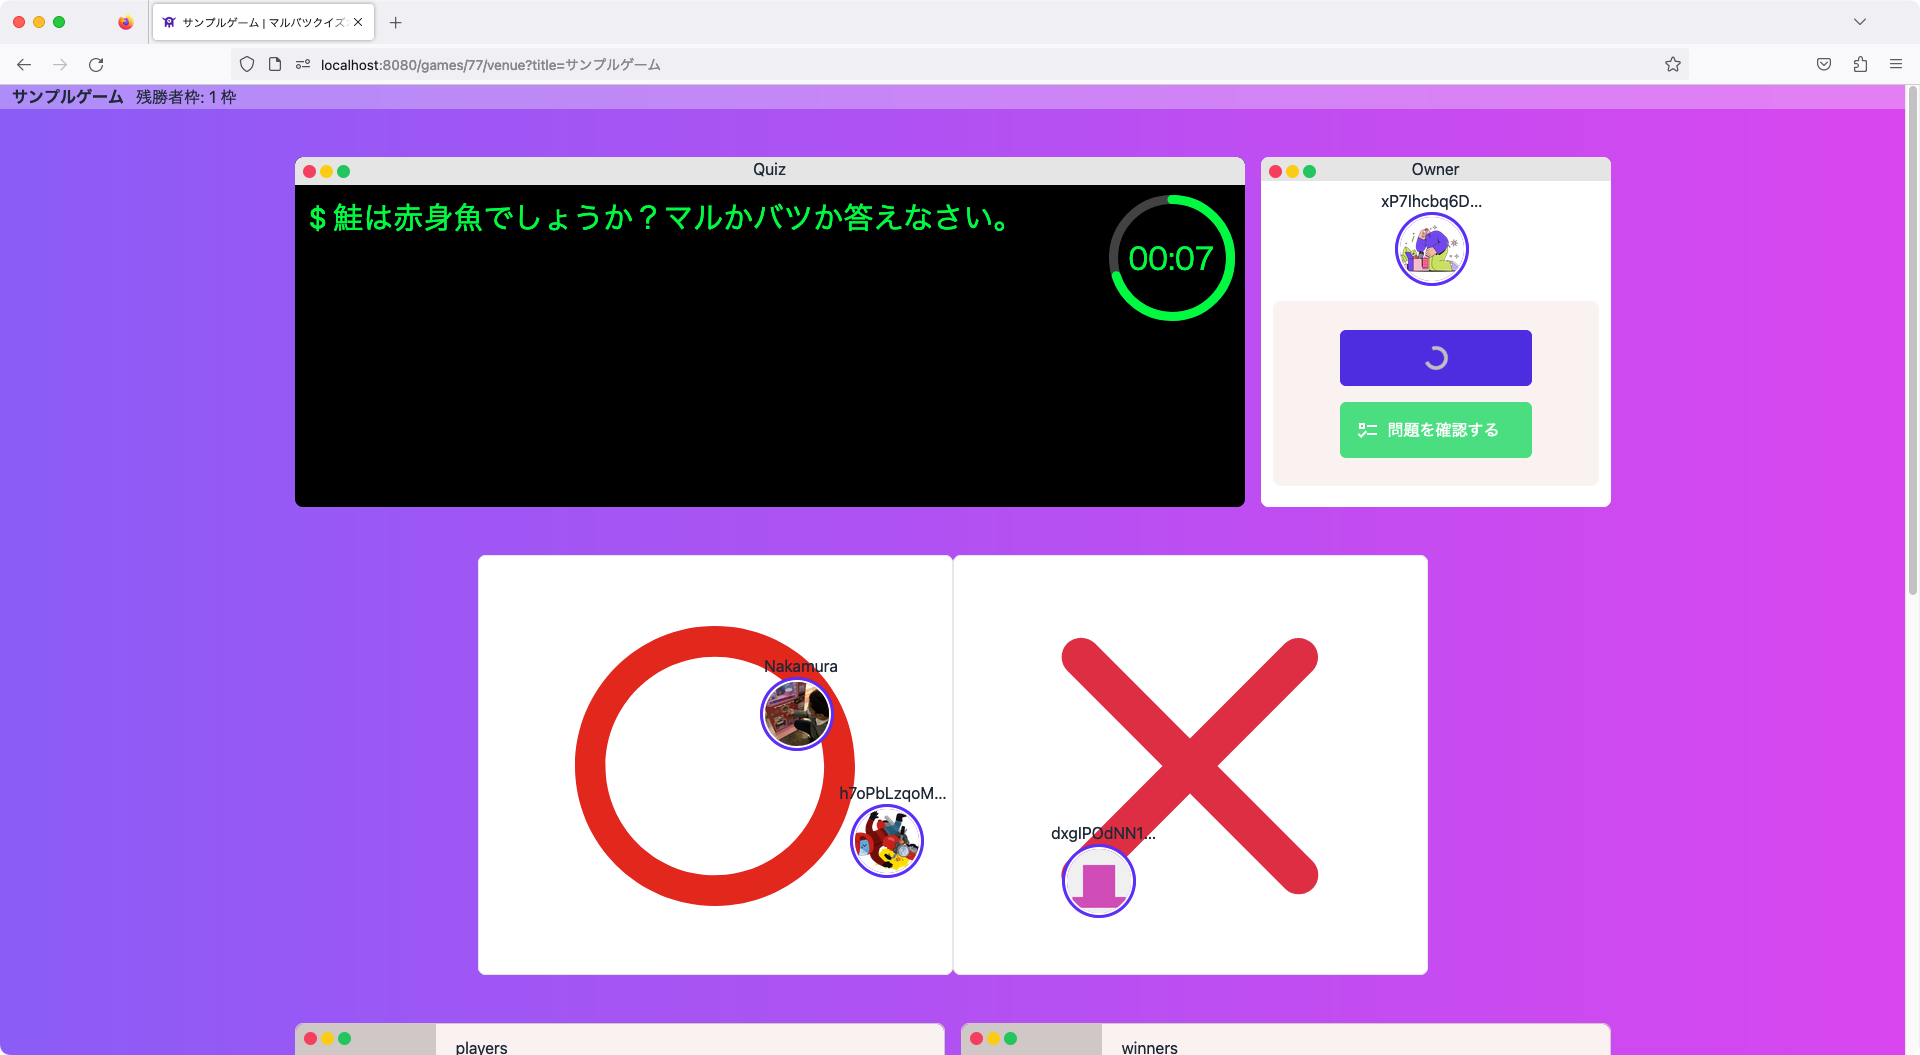 サンプルゲーム | マルバツクイズ
localhost:8080/games/77/venue?title=サンプルゲーム
サンプルゲーム 残勝者枠: 1 枠
Quiz
$ 鮭は赤身魚でしょうか？マルかバツか答えなさい。
00:07
Owner
xP7lhcbq6D...
問題を確認する
Nakamura
h7oPbLzqoM...
dxgIPOdNN1...
players
winners